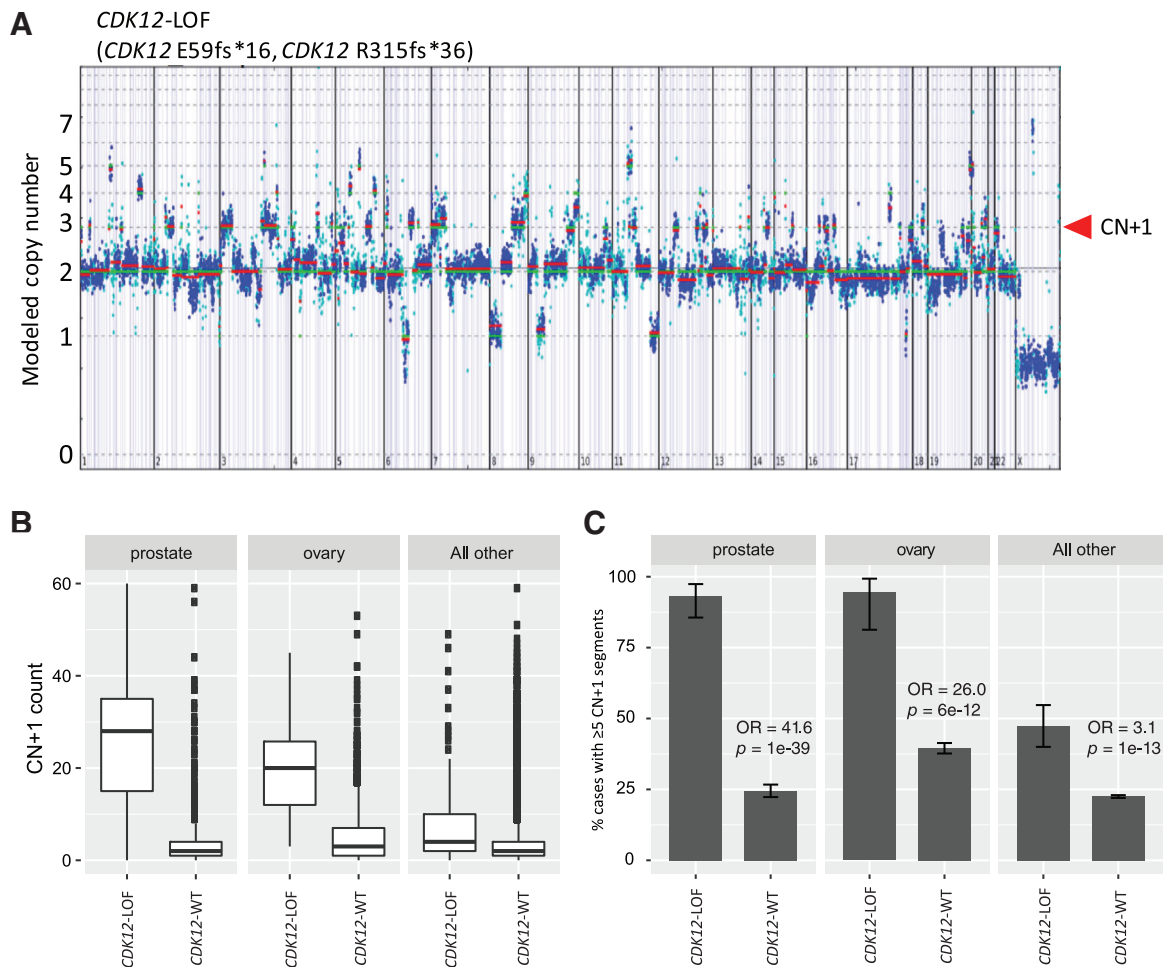 A
CDK12-LOF
(CDK12 E59fs*16, CDK12 R315fs*36)
Modeled copy number
7
5
4
3
2
1
0
CN+1
1 2 3 4 5 6 7 8 9 10 11 12 13 14 15 16 17 18 19 20 21 22 X
B
prostate ovary All other
CN+1 count
60
40
20
0
CDK12-LOF
CDK12-WT
CDK12-LOF
CDK12-WT
CDK12-LOF
CDK12-WT
C
prostate ovary All other
% cases with ≥5 CN+1 segments
100
75
50
25
0
OR = 41.6
p = 1e-39
OR = 26.0
p = 6e-12
OR = 3.1
p = 1e-13
CDK12-LOF
CDK12-WT
CDK12-LOF
CDK12-WT
CDK12-LOF
CDK12-WT